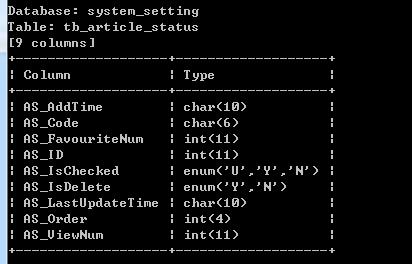 Database: system_setting
Table: tb_article_status
[9 columns]
+------------------+-------------------+
| Column | Type |
+------------------+-------------------+
| AS_AddTime | char(10) |
| AS_Code | char(6) |
| AS_FavouriteNum | int(11) |
| AS_ID | int(11) |
| AS_IsChecked | enum('U','Y','N') |
| AS_IsDelete | enum('Y','N') |
| AS_LastUpdateTime | char(10) |
| AS_Order | int(4) |
| AS_ViewNum | int(11) |
+------------------+-------------------+